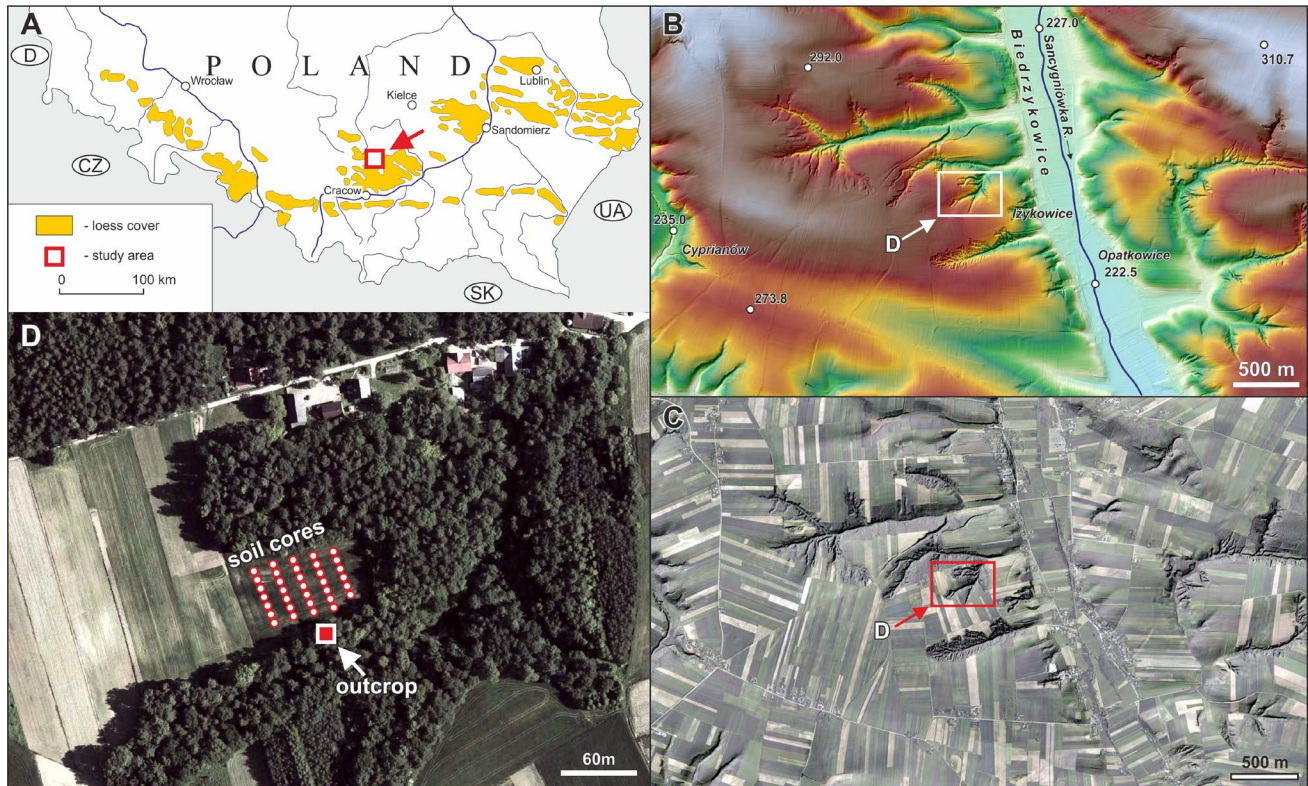 A
D
P O L A N D
Wrocław
Lublin
Kielce
Sandomierz
CZ
Cracow
UA
- loess cover
- study area
0 100 km
SK
B
227.0
292.0
310.7
Biedrzykowice
Sancygniówka R.
235.0
D
Iżykowice
Cyprianów
Opatkowice
222.5
273.8
500 m
D
soil cores
outcrop
60m
C
D
500 m